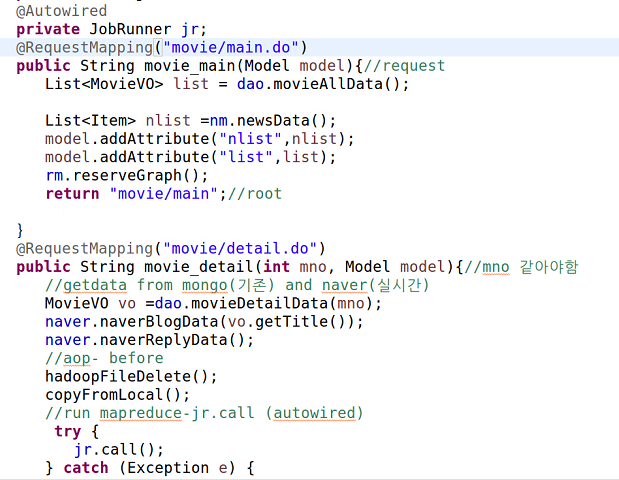 @Autowired
private JobRunner jr;
@RequestMapping("movie/main.do")
public String movie_main(Model model){//request
List<MovieVO> list = dao.movieAllData();
List<Item> nlist =nm.newsData();
model.addAttribute("nlist",nlist);
model.addAttribute("list",list);
rm.reserveGraph();
return "movie/main";//root
}
@RequestMapping("movie/detail.do")
public String movie_detail(int mno, Model model){//mno 같아야함
//getdata from mongo(기존) and naver(실시간)
MovieVO vo =dao.movieDetailData(mno);
naver.naverBlogData(vo.getTitle());
naver.naverReplyData();
//aop- before
hadoopFileDelete();
copyFromLocal();
//run mapreduce-jr.call (autowired)
try {
jr.call();
} catch (Exception e) {